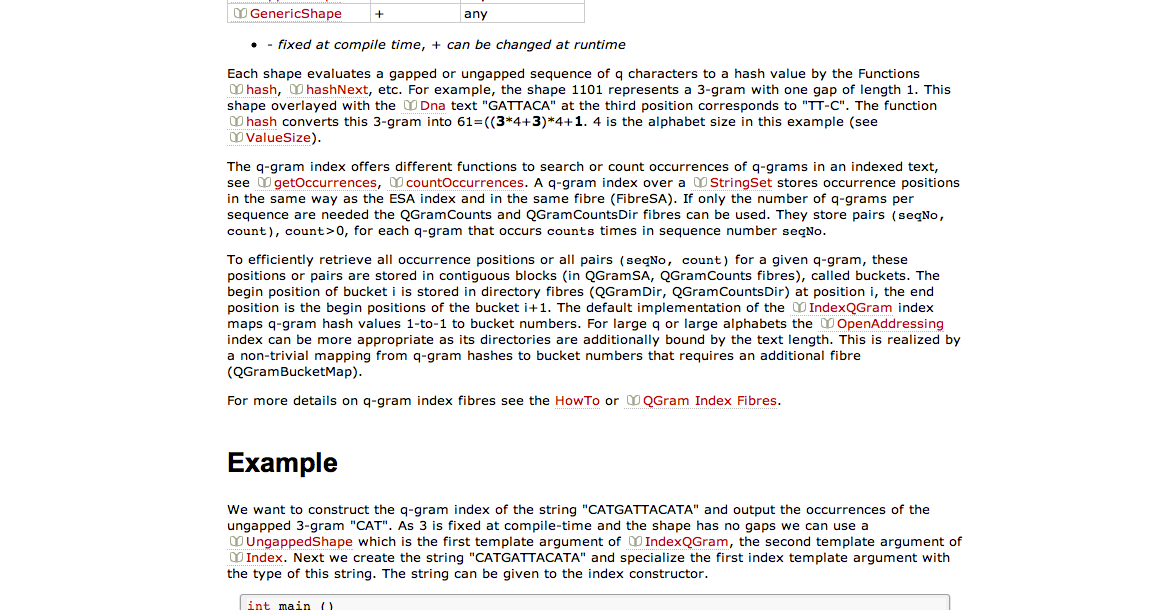 GenericShape + any
• - fixed at compile time, + can be changed at runtime
Each shape evaluates a gapped or ungapped sequence of q characters to a hash value by the Functions
hash, hashNext, etc. For example, the shape 1101 represents a 3-gram with one gap of length 1. This
shape overlayed with the Dna text "GATTACA" at the third position corresponds to "TT-C". The function
hash converts this 3-gram into 61=((3*4+3)*4+1. 4 is the alphabet size in this example (see
ValueSize).
The q-gram index offers different functions to search or count occurrences of q-grams in an indexed text,
see getOccurrences, countOccurrences. A q-gram index over a StringSet stores occurrence positions
in the same way as the ESA index and in the same fibre (FibreSA). If only the number of q-grams per
sequence are needed the QGramCounts and QGramCountsDir fibres can be used. They store pairs (seqNo,
count), count>0, for each q-gram that occurs counts times in sequence number seqNo.
To efficiently retrieve all occurrence positions or all pairs (seqNo, count) for a given q-gram, these
positions or pairs are stored in contiguous blocks (in QGramSA, QGramCounts fibres), called buckets. The
begin position of bucket i is stored in directory fibres (QGramDir, QGramCountsDir) at position i, the end
position is the begin positions of the bucket i+1. The default implementation of the IndexQGram index
maps q-gram hash values 1-to-1 to bucket numbers. For large q or large alphabets the OpenAddressing
index can be more appropriate as its directories are additionally bound by the text length. This is realized by
a non-trivial mapping from q-gram hashes to bucket numbers that requires an additional fibre
(QGramBucketMap).
For more details on q-gram index fibres see the HowTo or QGram Index Fibres.
Example
We want to construct the q-gram index of the string "CATGATTACATA" and output the occurrences of the
ungapped 3-gram "CAT". As 3 is fixed at compile-time and the shape has no gaps we can use a
UngappedShape which is the first template argument of IndexQGram, the second template argument of
Index. Next we create the string "CATGATTACATA" and specialize the first index template argument with
the type of this string. The string can be given to the index constructor.
int main ()